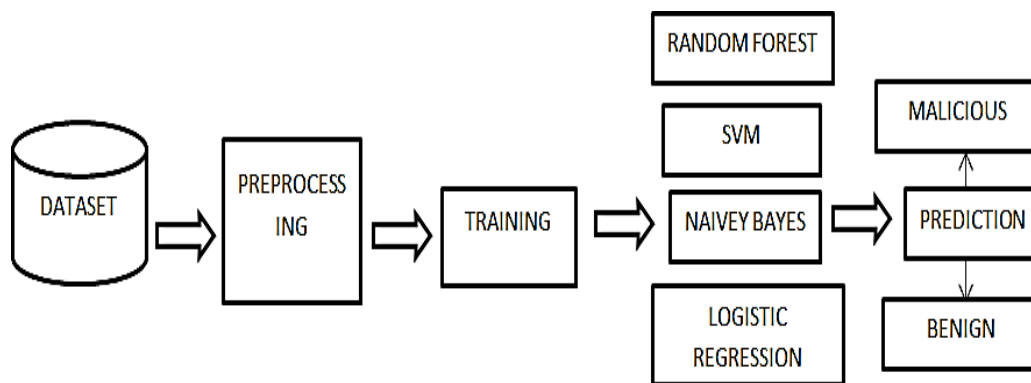 DATASET
PREPROCESS
ING
TRAINING
RANDOM FOREST
SVM
NAIVEY BAYES
LOGISTIC
REGRESSION
MALICIOUS
PREDICTION
BENIGN